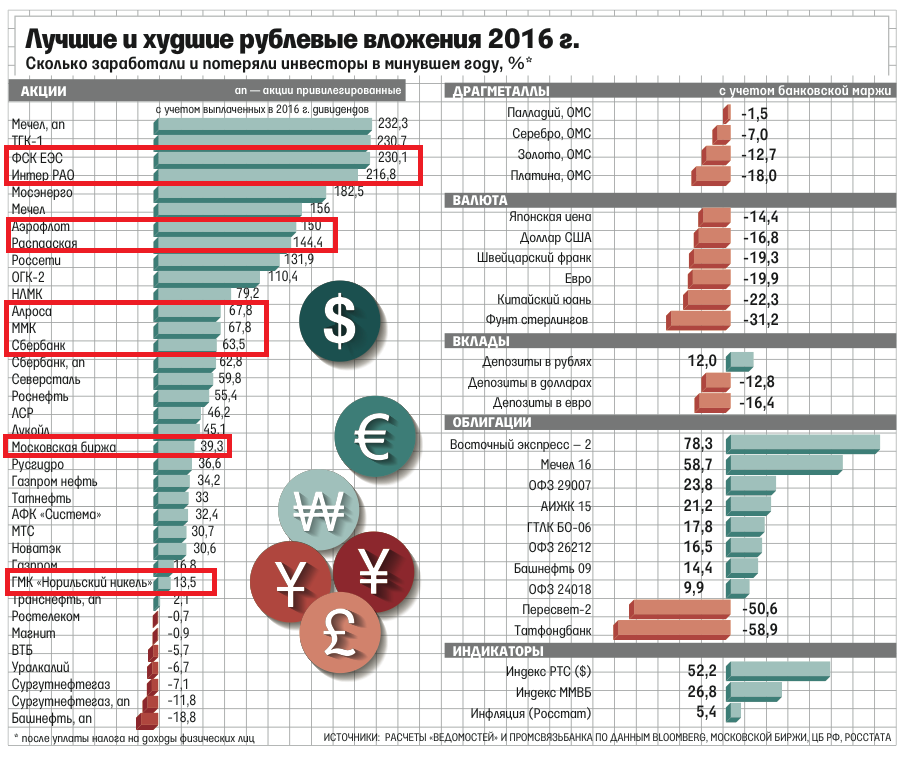 Лучшие и худшие рублевые вложения 2016 г.
Сколько заработали и потеряли инвесторы в минувшем году, %*
АКЦИИ ап — акции привилегированные
с учетом выплаченных в 2016 г. дивидендов
Мечел, ап 232,3
ТГК-1 230,7
ФСК ЕЭС 230,1
Интер РАО 216,8
Мосэнерго 182,5
Мечел 156
Аэрофлот 150
Распадская 144,4
Россети 131,9
ОГК-2 110,4
НЛМК 79,2
Алроса 67,8
ММК 67,8
Сбербанк 63,5
Сбербанк, ап 62,8
Северсталь 59,8
Роснефть 55,4
ЛСР 46,2
Лукойл 45,1
Московская биржа 39,3
Русгидро 36,6
Газпром нефть 34,2
Татнефть 33
АФК «Система» 32,4
МТС 30,7
Новатэк 30,6
Газпром 16,8
ГМК «Норильский никель» 13,5
Транснефть, ап 2,1
Ростелеком -0,7
Магнит -0,9
ВТБ -5,7
Уралкалий -6,7
Сургутнефтегаз -7,1
Сургутнефтегаз, ап -11,8
Башнефть, ап -18,8
* после уплаты налога на доходы физических лиц
$
€
₩
¥
¥
£
ДРАГМЕТАЛЛЫ с учетом банковской маржи
Палладий, ОМС -1,5
Серебро, ОМС -7,0
Золото, ОМС -12,7
Платина, ОМС -18,0
ВАЛЮТА
Японская иена -14,4
Доллар США -16,8
Швейцарский франк -19,3
Евро -19,9
Китайский юань -22,3
Фунт стерлингов -31,2
ВКЛАДЫ
Депозиты в рублях 12,0
Депозиты в долларах -12,8
Депозиты в евро -16,4
ОБЛИГАЦИИ
Восточный экспресс – 2 78,3
Мечел 16 58,7
ОФЗ 29007 23,8
АИЖК 15 21,2
ГТЛК БО-06 17,8
ОФЗ 26212 16,5
Башнефть 09 14,4
ОФЗ 24018 9,9
Пересвет-2 -50,6
Татфондбанк -58,9
ИНДИКАТОРЫ
Индекс РТС ($) 52,2
Индекс ММВБ 26,8
Инфляция (Росстат) 5,4
ИСТОЧНИКИ: РАСЧЕТЫ «ВЕДОМОСТЕЙ» И ПРОМСВЯЗЬБАНКА ПО ДАННЫМ BLOOMBERG, МОСКОВСКОЙ БИРЖИ, ЦБ РФ, РОССТАТА